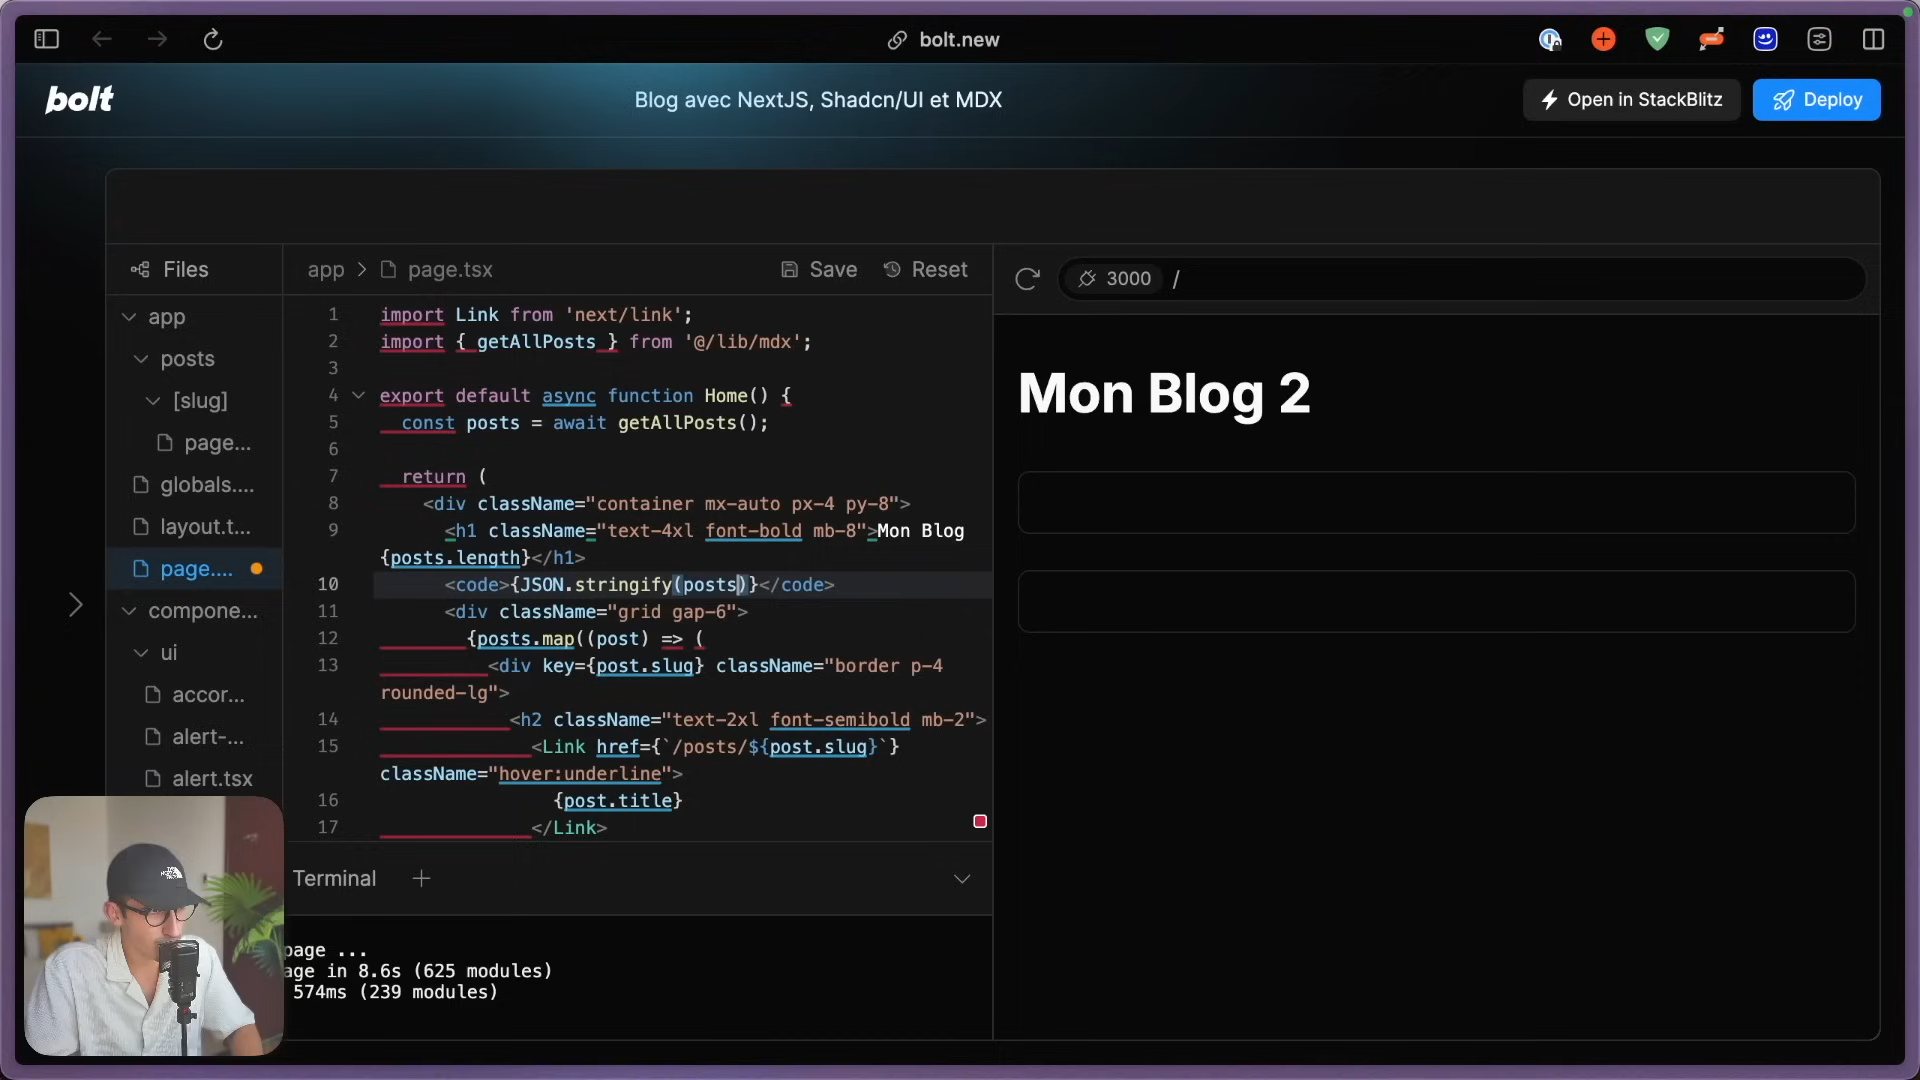 bolt.new
bolt
Blog avec NextJS, Shadcn/UI et MDX
Open in StackBlitz
Deploy
Files
app
posts
[slug]
page...
globals....
layout.t...
page....
compone...
ui
accor...
alert-...
alert.tsx
app > page.tsx
Save
Reset
1 import Link from 'next/link';
2 import { getAllPosts } from '@/lib/mdx';
3
4 export default async function Home() {
5 const posts = await getAllPosts();
6
7 return (
8 <div className="container mx-auto px-4 py-8">
9 <h1 className="text-4xl font-bold mb-8">Mon Blog
{posts.length}</h1>
10 <code>{JSON.stringify(posts)}</code>
11 <div className="grid gap-6">
12 {posts.map((post) => (
13 <div key={post.slug} className="border p-4
rounded-lg">
14 <h2 className="text-2xl font-semibold mb-2">
15 <Link href={`/posts/${post.slug}`}
className="hover:underline">
16 {post.title}
17 </Link>
Terminal
page ...
age in 8.6s (625 modules)
574ms (239 modules)
3000 /
Mon Blog 2